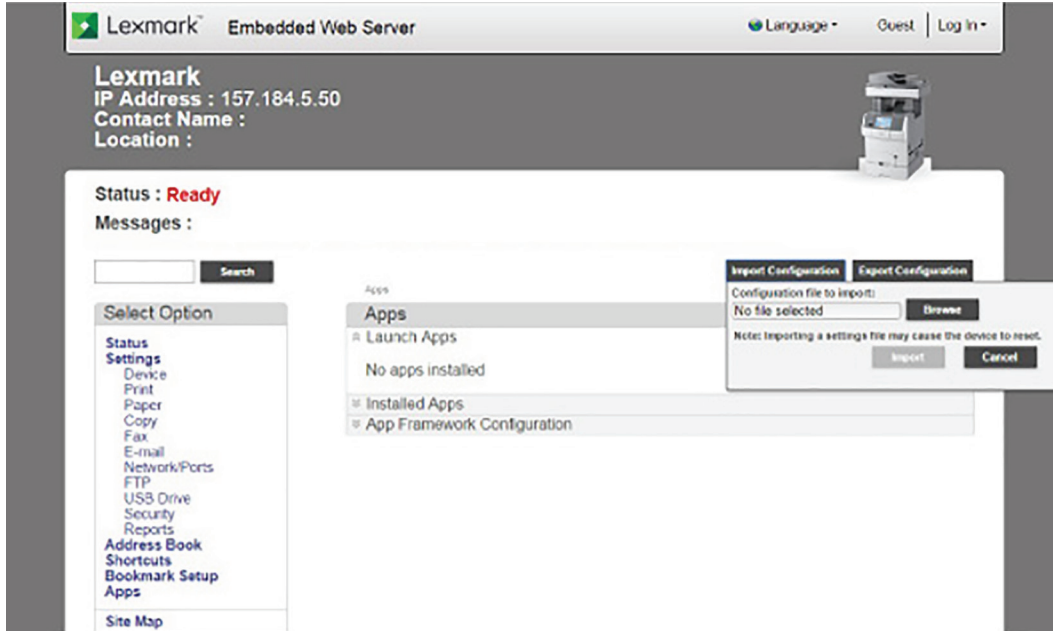 Lexmark™ Embedded Web Server Language Guest Log In
Lexmark
IP Address : 157.184.5.50
Contact Name :
Location :
Status : Ready
Messages :
Search
Import Configuration Export Configuration
Configuration file to import:
No file selected Browse
Note: Importing a settings file may cause the device to reset.
Import Cancel
Apps
Apps
Launch Apps
No apps installed
Installed Apps
App Framework Configuration
Select Option
Status
Settings
Device
Print
Paper
Copy
Fax
E-mail
Network/Ports
FTP
USB Drive
Security
Reports
Address Book
Shortcuts
Bookmark Setup
Apps
Site Map